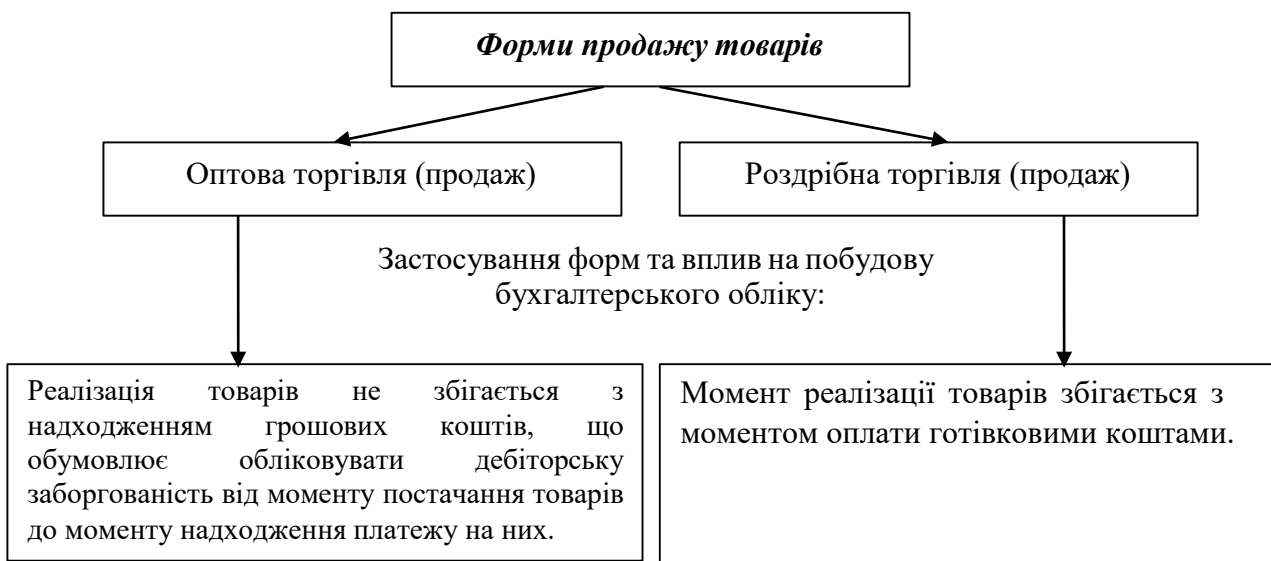 Форми продажу товарів
Оптова торгівля (продаж)
Роздрібна торгівля (продаж)
Застосування форм та вплив на побудову
бухгалтерського обліку:
Реалізація товарів не збігається з
надходженням грошових коштів, що
обумовлює обліковувати дебіторську
заборгованість від моменту постачання товарів
до моменту надходження платежу на них.
Момент реалізації товарів збігається з
моментом оплати готівковими коштами.